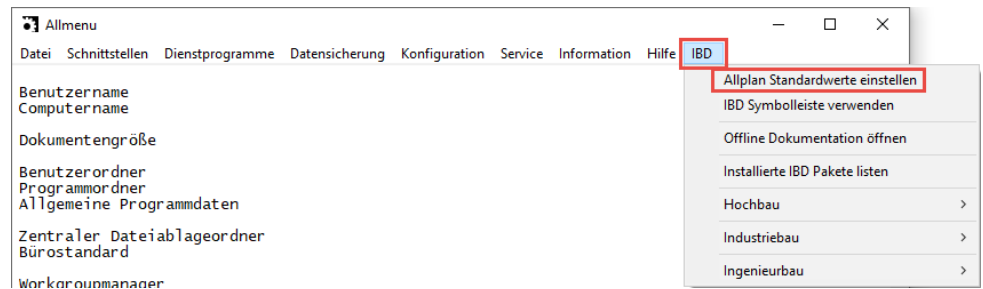 Allmenu
Datei Schnittstellen Dienstprogramme Datensicherung Konfiguration Service Information Hilfe IBD
Benutzername
Computername
Dokumentengröße
Benutzerordner
Programmordner
Allgemeine Programmdaten
Zentraler Dateiablageordner
Bürostandard
Workgroupmanager
Allplan Standardwerte einstellen
IBD Symbolleiste verwenden
Offline Dokumentation öffnen
Installierte IBD Pakete listen
Hochbau
Industriebau
Ingenieurbau